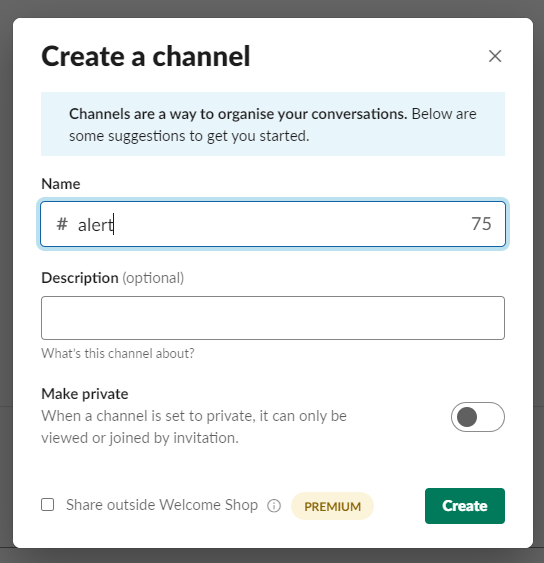 Create a channel
Channels are a way to organise your conversations. Below are
some suggestions to get you started.
Name
# alert 75
Description (optional)
What's this channel about?
Make private
When a channel is set to private, it can only be
viewed or joined by invitation.
Share outside Welcome Shop PREMIUM Create